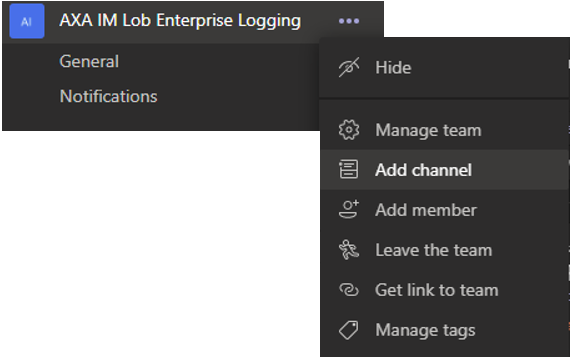 AI AXA IM Lob Enterprise Logging ...
General
Notifications
Hide
Manage team
Add channel
Add member
Leave the team
Get link to team
Manage tags